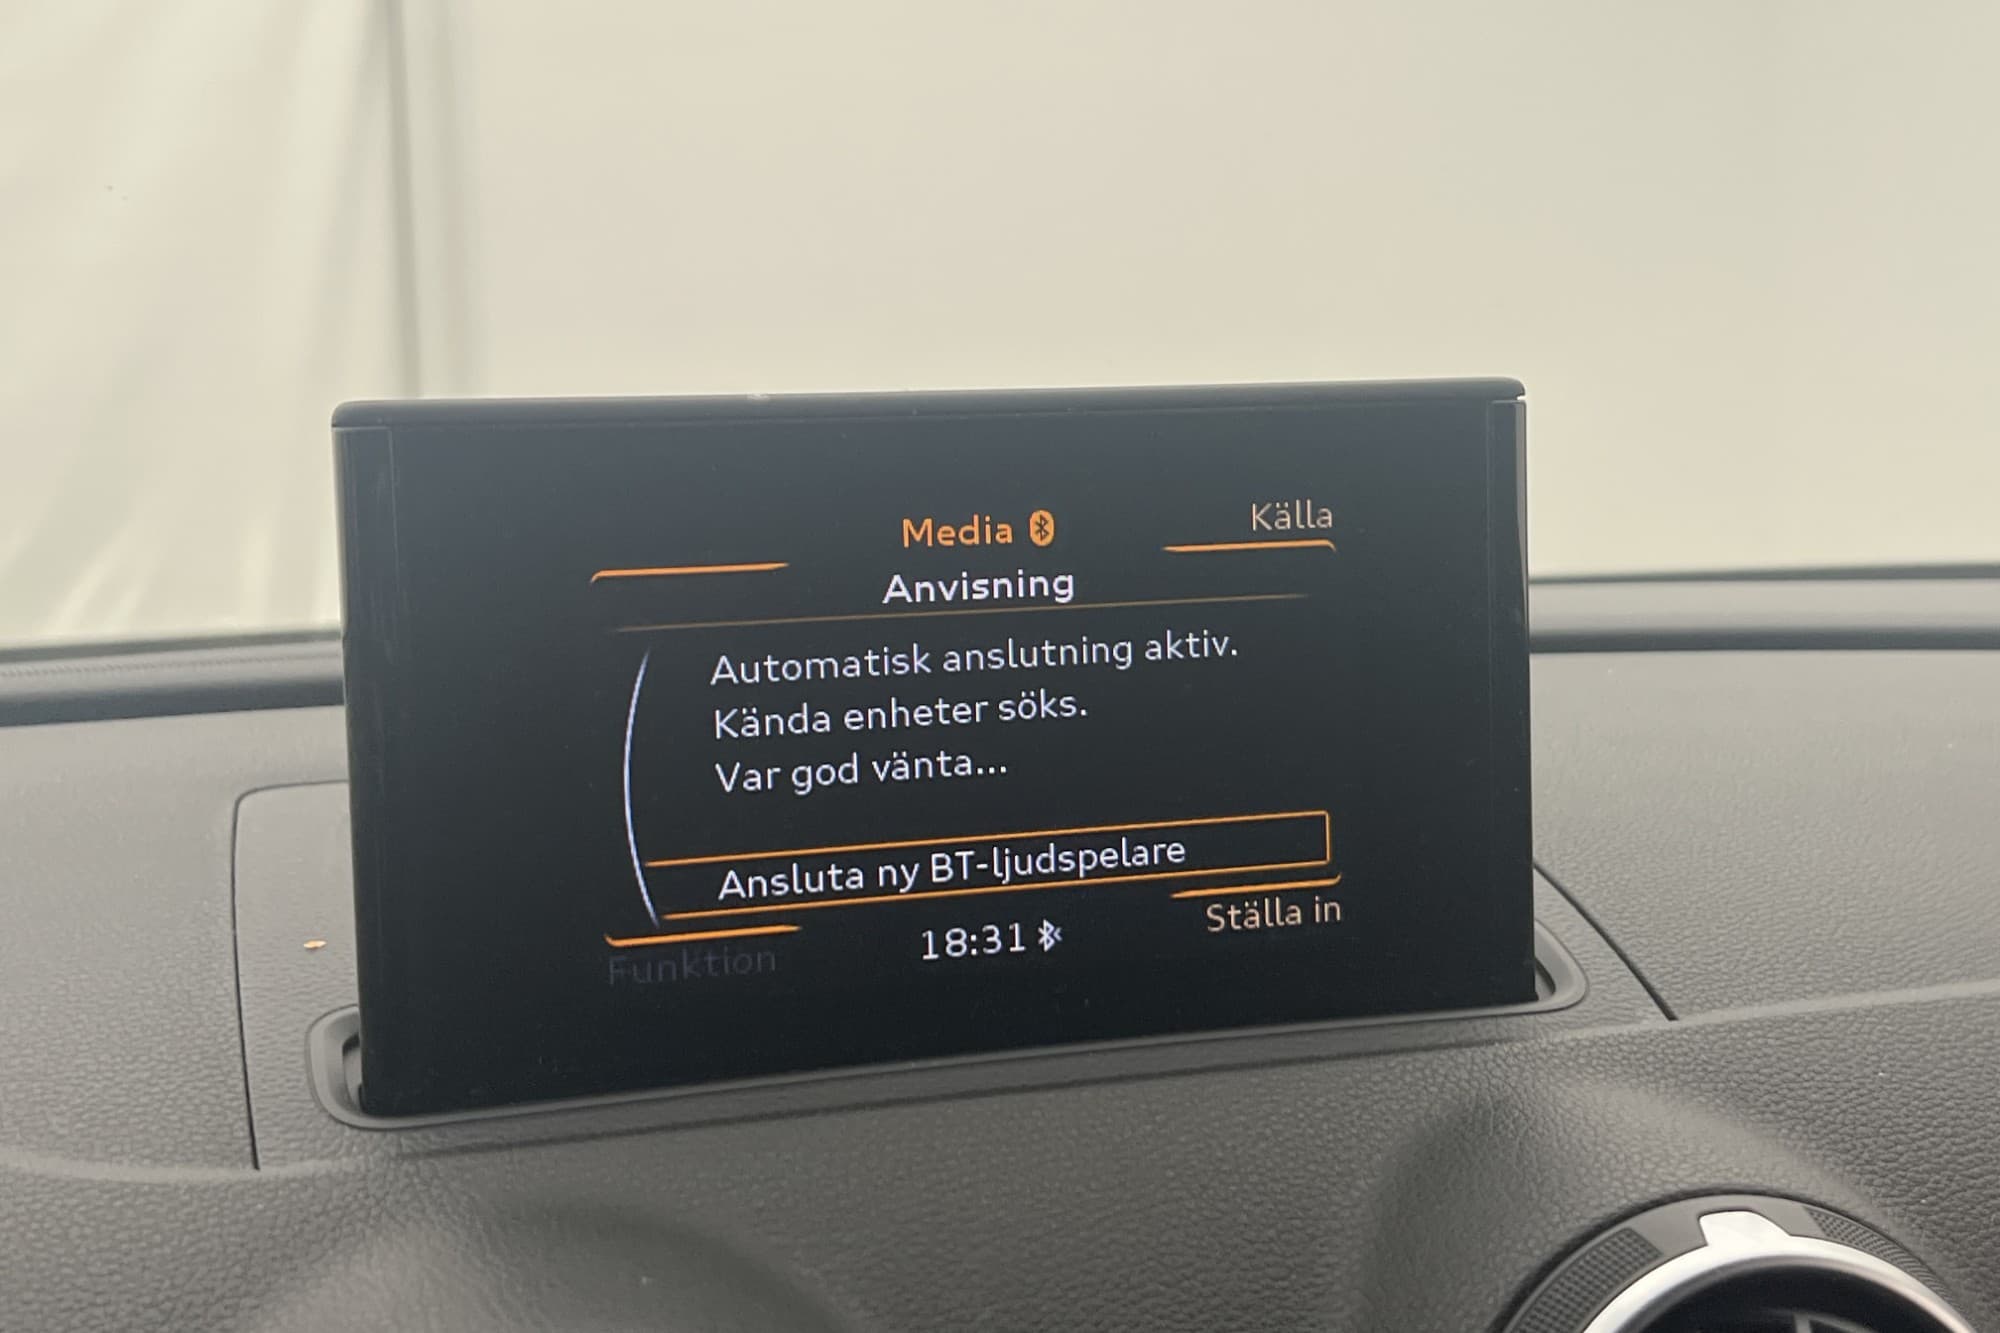 Media
Källa
Anvisning
Automatisk anslutning aktiv.
Kända enheter söks.
Var god vänta...
Ansluta ny BT-ljudspelare
Funktion
18:31
Ställa in